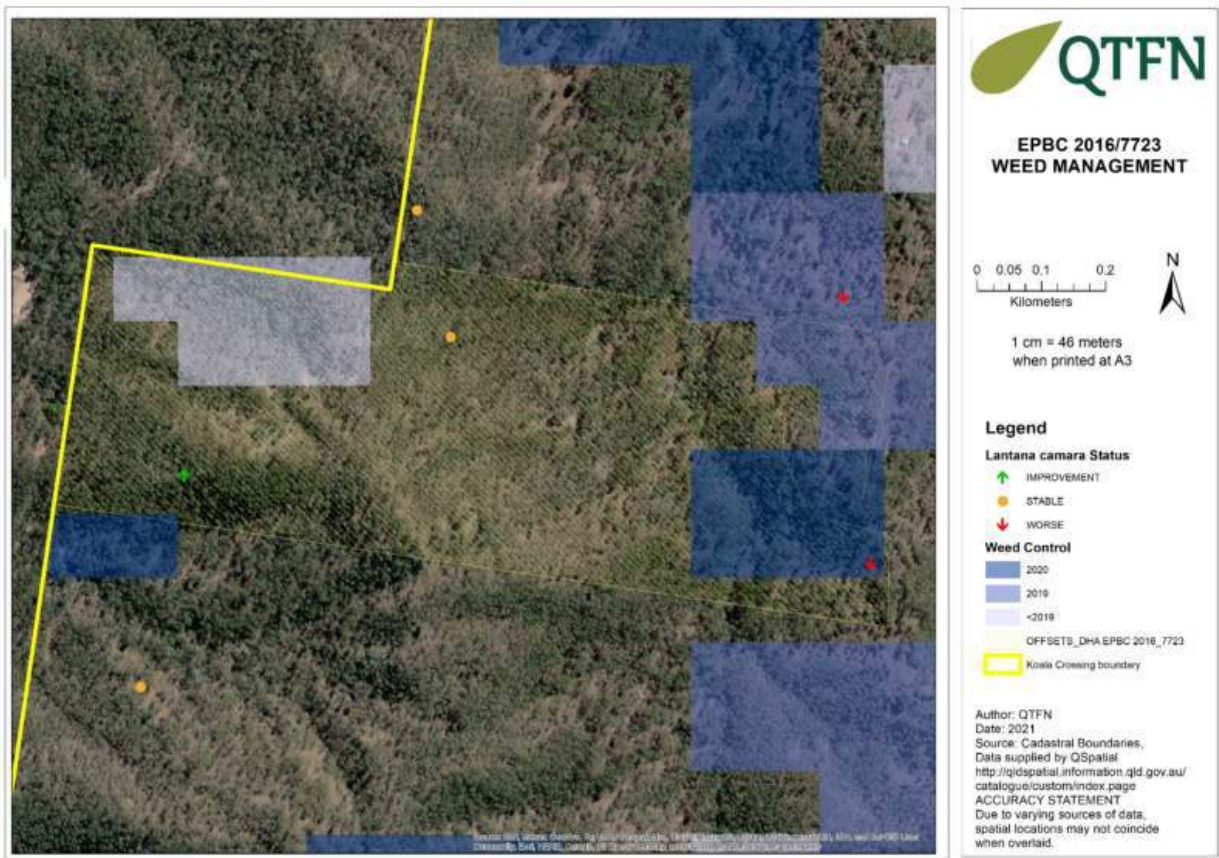 QTFN
EPBC 2016/7723
WEED MANAGEMENT
0 0.05 0.1 0.2
Kilometers
N
1 cm = 46 meters
when printed at A3
Legend
Lantana camara Status
IMPROVEMENT
STABLE
WORSE
Weed Control
2020
2019
<2019
OFFSETS_DHA EPBC 2016_7723
Koala Crossing boundary
Author: QTFN
Date: 2021
Source: Cadastral Boundaries,
Data supplied by QSpatial
http://qldspatial.information.qld.gov.au/
catalogue/custom/index.page
ACCURACY STATEMENT
Due to varying sources of data,
spatial locations may not coincide
when overlaid.